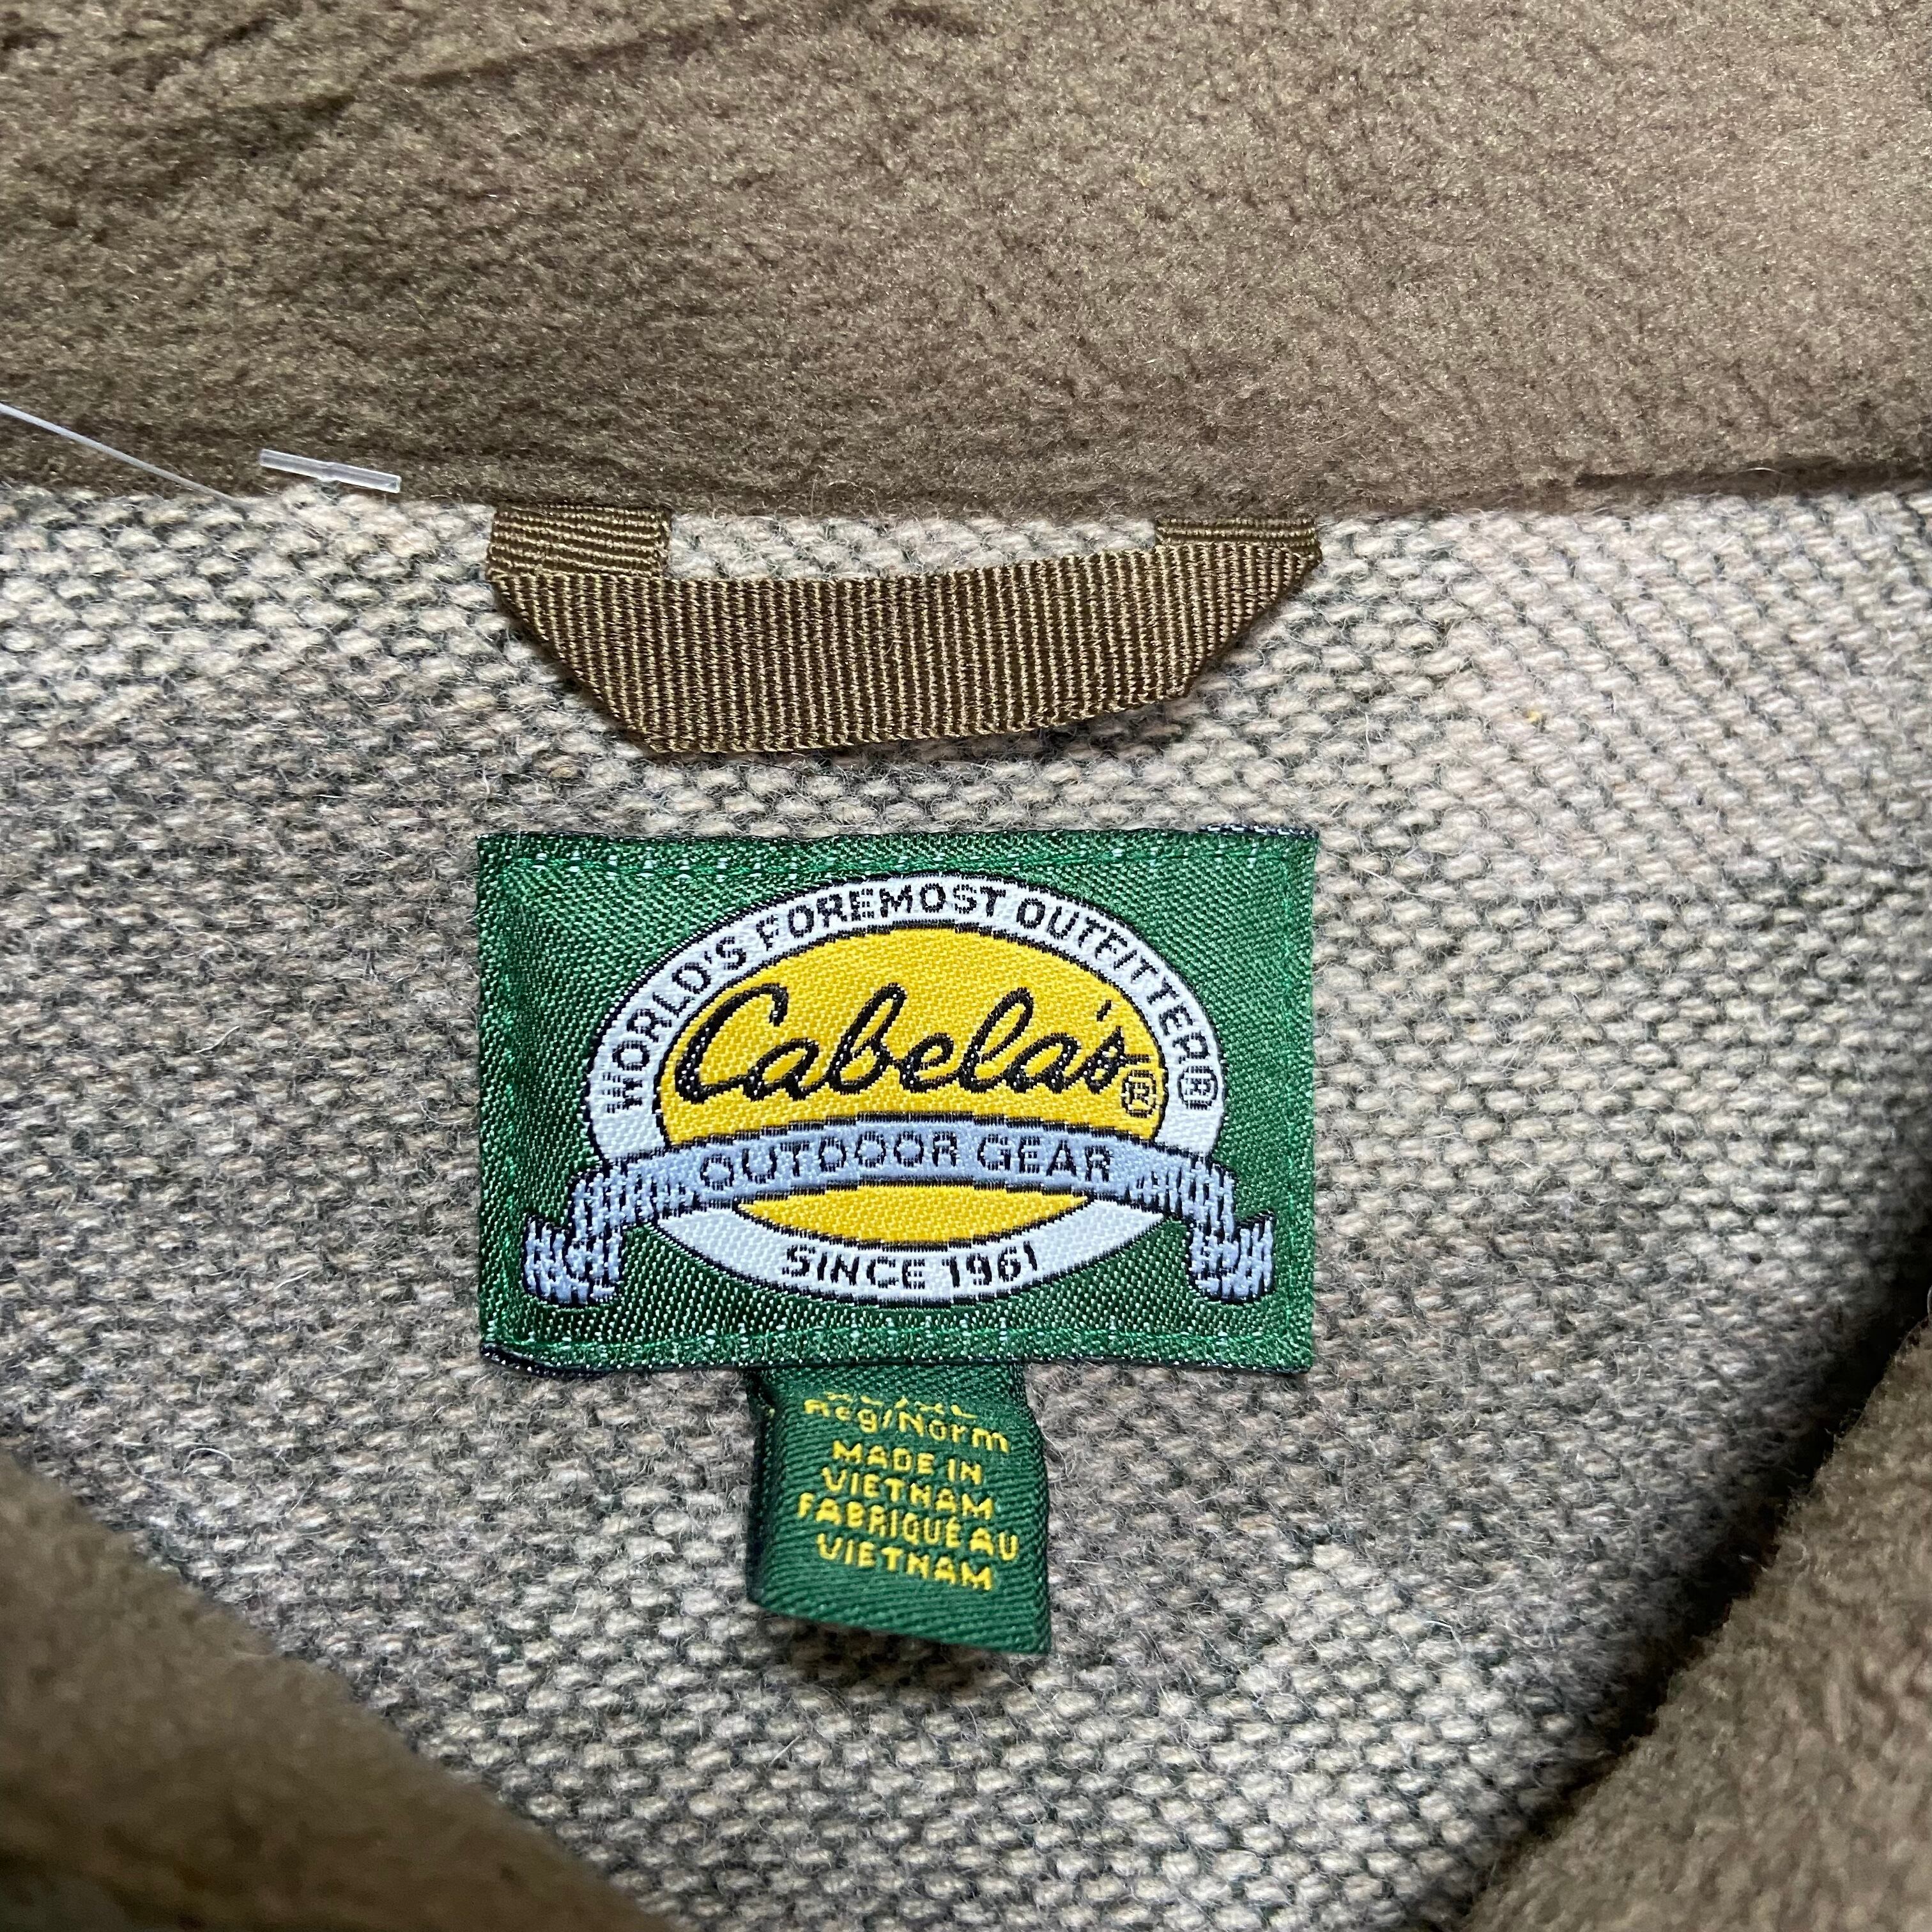 WORLD'S FOREMOST OUTFITTER®
Cabela's®
OUTDOOR GEAR
SINCE 1961
Reg/Norm
MADE IN
VIETNAM
FABRIQUÉ AU
VIETNAM